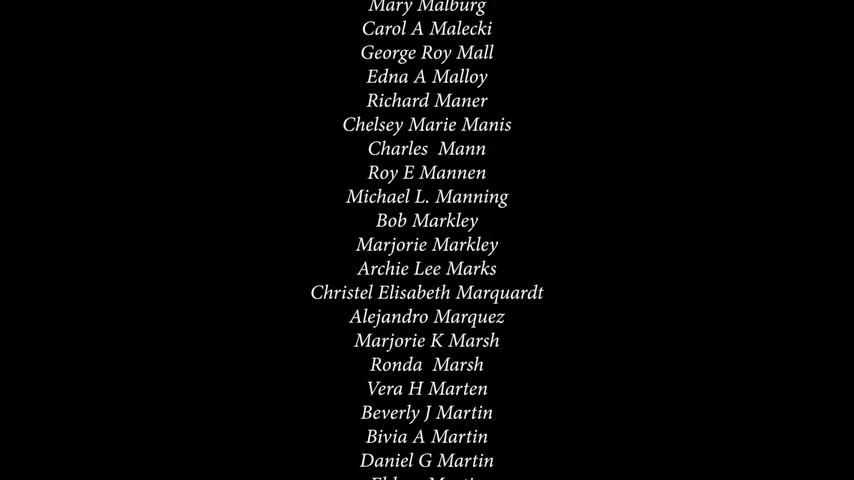 Mary Malburg
Carol A Malecki
George Roy Mall
Edna A Malloy
Richard Maner
Chelsey Marie Manis
Charles  Mann
Roy E Mannen
Michael L. Manning
Bob Markley
Marjorie Markley
Archie Lee Marks
Christel Elisabeth Marquardt
Alejandro Marquez
Marjorie K Marsh
Ronda  Marsh
Vera H Marten
Beverly J Martin
Bivia A Martin
Daniel G Martin